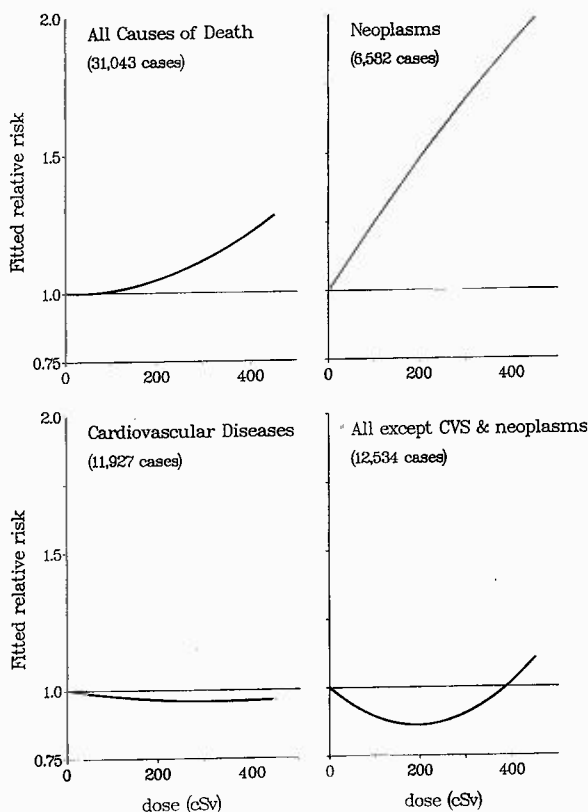 All Causes of Death
(31,043 cases)
Fitted relative risk
2.0
1.5
1.0
0.75
0
200
400
Neoplasms
(6,582 cases)
0
200
400
Cardiovascular Diseases
(11,927 cases)
Fitted relative risk
2.0
1.5
1.0
0.75
0
200
400
dose (cSv)
All except CVS & neoplasms
(12,534 cases)
0
200
400
dose (cSv)